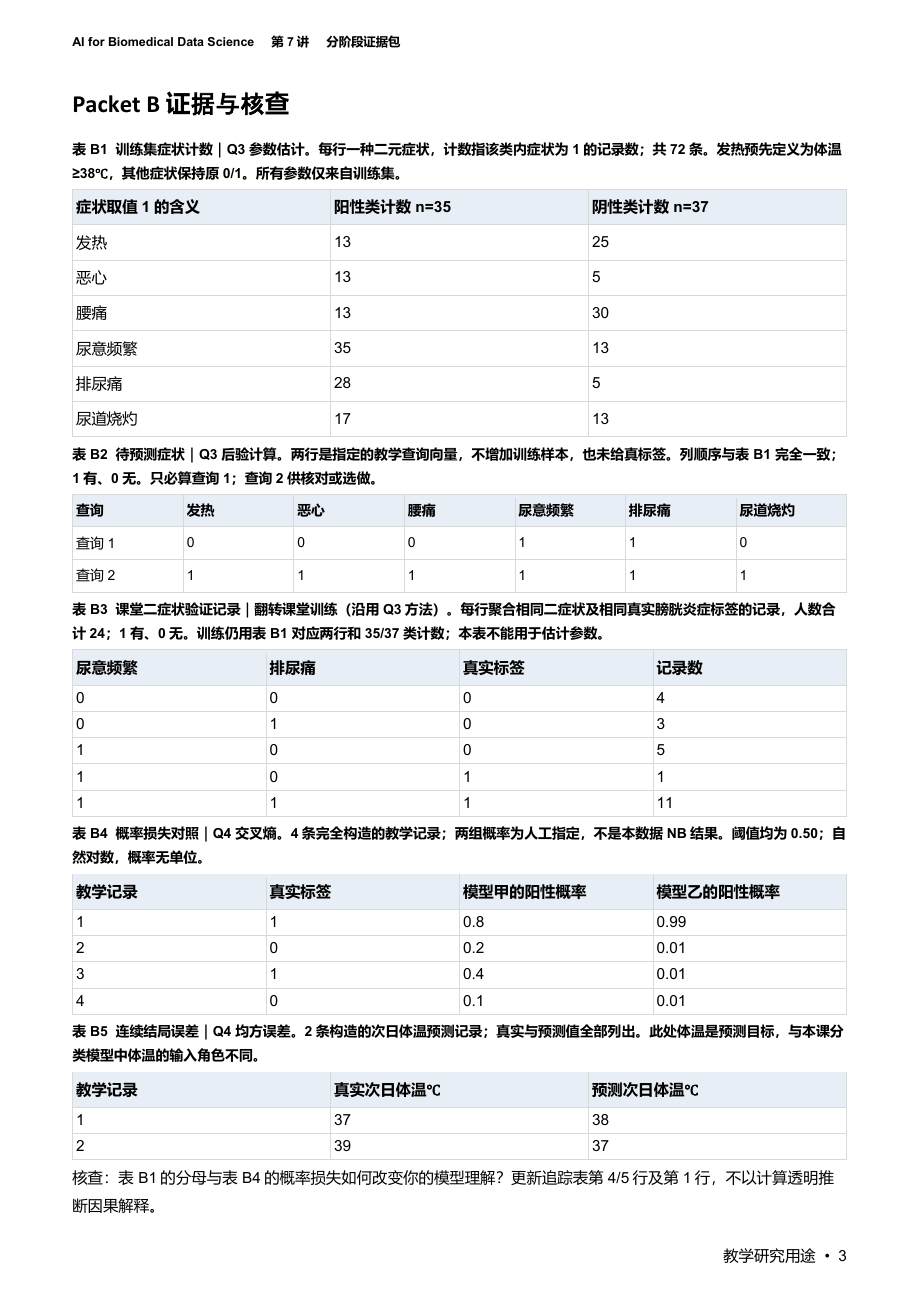 AI for Biomedical Data Science 第 7 讲 分阶段证据包
Packet B 证据与核查
表 B1 训练集症状计数｜Q3 参数估计。每行一种二元症状，计数指该类内症状为 1 的记录数；共 72 条。发热预先定义为体温
≥38℃，其他症状保持原 0/1。所有参数仅来自训练集。
症状取值 1 的含义 阳性类计数 n=35 阴性类计数 n=37
发热 13 25
恶心 13 5
腰痛 13 30
尿意频繁 35 13
排尿痛 28 5
尿道烧灼 17 13
表 B2 待预测症状｜Q3 后验计算。两行是指定的教学查询向量，不增加训练样本，也未给真标签。列顺序与表 B1 完全一致；
1 有、0 无。只必算查询 1；查询 2 供核对或选做。
查询 发热 恶心 腰痛 尿意频繁 排尿痛 尿道烧灼
查询 1 0 0 0 1 1 0
查询 2 1 1 1 1 1 1
表 B3 课堂二症状验证记录｜翻转课堂训练（沿用 Q3 方法）。每行聚合相同二症状及相同真实膀胱炎症标签的记录，人数合
计 24；1 有、0 无。训练仍用表 B1 对应两行和 35/37 类计数；本表不能用于估计参数。
尿意频繁 排尿痛 真实标签 记录数
0 0 0 4
0 1 0 3
1 0 0 5
1 0 1 1
1 1 1 11
表 B4 概率损失对照｜Q4 交叉熵。4 条完全构造的教学记录；两组概率为人工指定，不是本数据 NB 结果。阈值均为 0.50；自
然对数，概率无单位。
教学记录 真实标签 模型甲的阳性概率 模型乙的阳性概率
1 1 0.8 0.99
2 0 0.2 0.01
3 1 0.4 0.01
4 0 0.1 0.01
表 B5 连续结局误差｜Q4 均方误差。2 条构造的次日体温预测记录；真实与预测值全部列出。此处体温是预测目标，与本课分
类模型中体温的输入角色不同。
教学记录 真实次日体温℃ 预测次日体温℃
1 37 38
2 39 37
核查：表 B1 的分母与表 B4 的概率损失如何改变你的模型理解？更新追踪表第 4/5 行及第 1 行，不以计算透明推
断因果解释。
教学研究用途 • 3